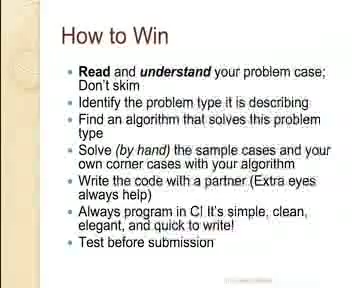 How to Win
Read and understand your problem case;
Don't skim
Identify the problem type it is describing
Find an algorithm that solves this problem
type
Solve (by hand) the sample cases and your
own corner cases with your algorithm
Write the code with a partner (Extra eyes
always help)
Always program in C! It's simple, clean,
elegant, and quick to write!
Test before submission